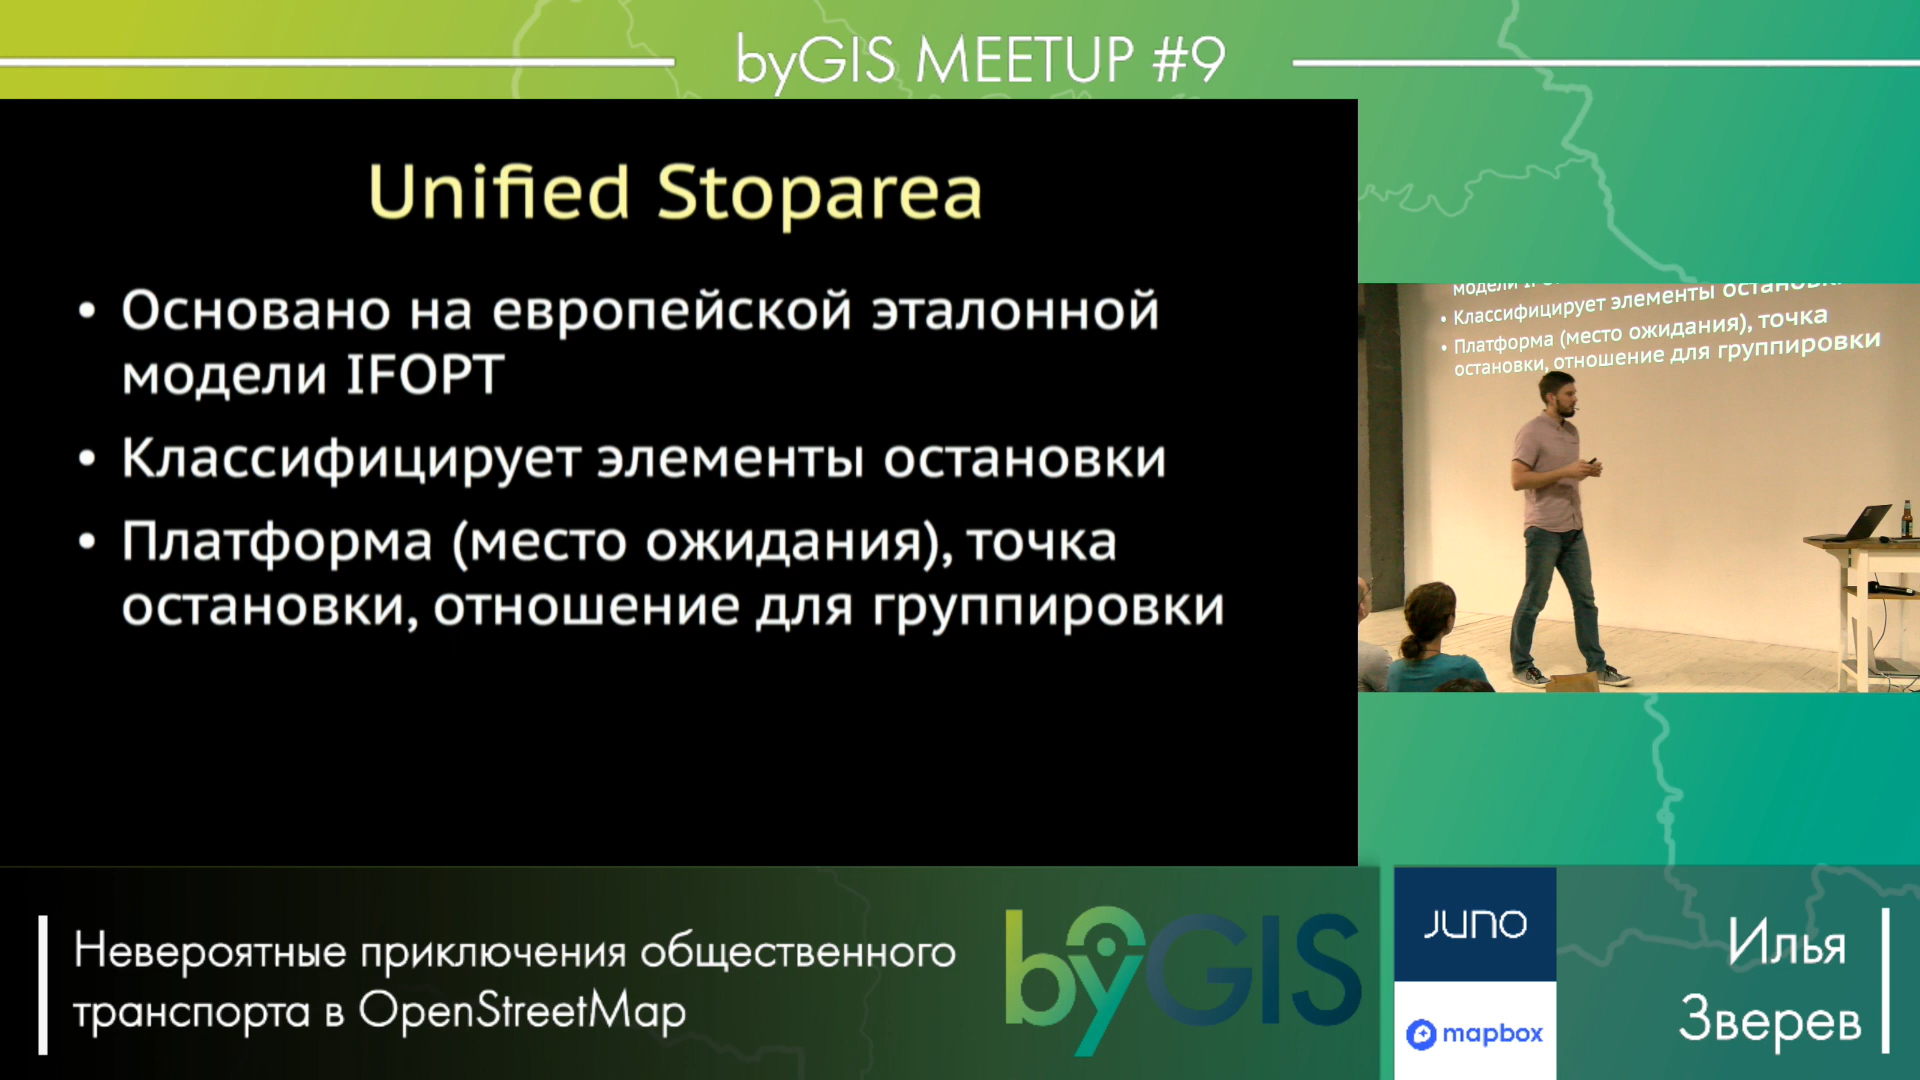 byGIS MEETUP #9
Unified Stoparea
• Основано на европейской эталонной
модели IFOPT
• Классифицирует элементы остановки
• Платформа (место ожидания), точка
остановки, отношение для группировки
• Классифицирует элементы
• Платформа (место ожидания), точка
остановки, отношение для группировки
Невероятные приключения общественного
транспорта в OpenStreetMap
byGIS
JUNO
mapbox
Илья
Зверев